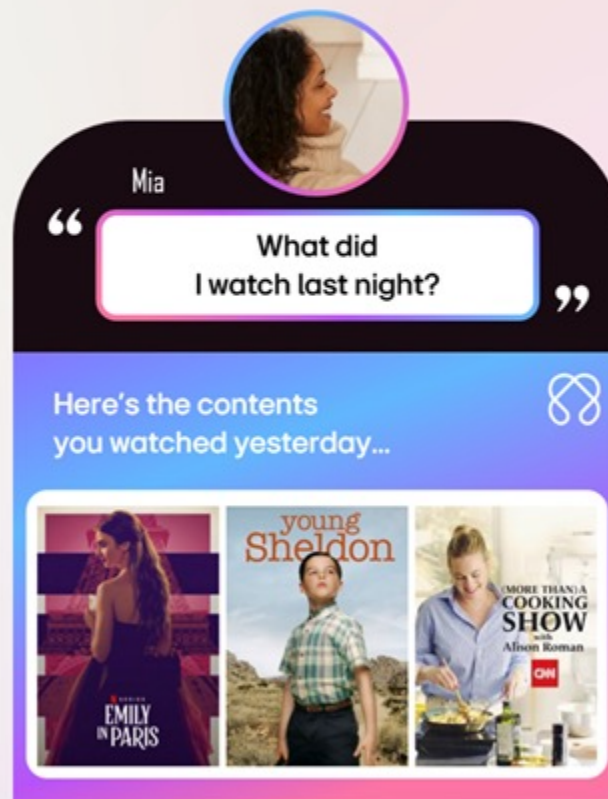 Mia
“
What did
I watch last night?
”
Here's the contents
you watched yesterday...
SERIES
EMILY
IN PARIS
young
Sheldon
(MORE THAN) A
COOKING
SHOW
with
Alison Roman
CNN